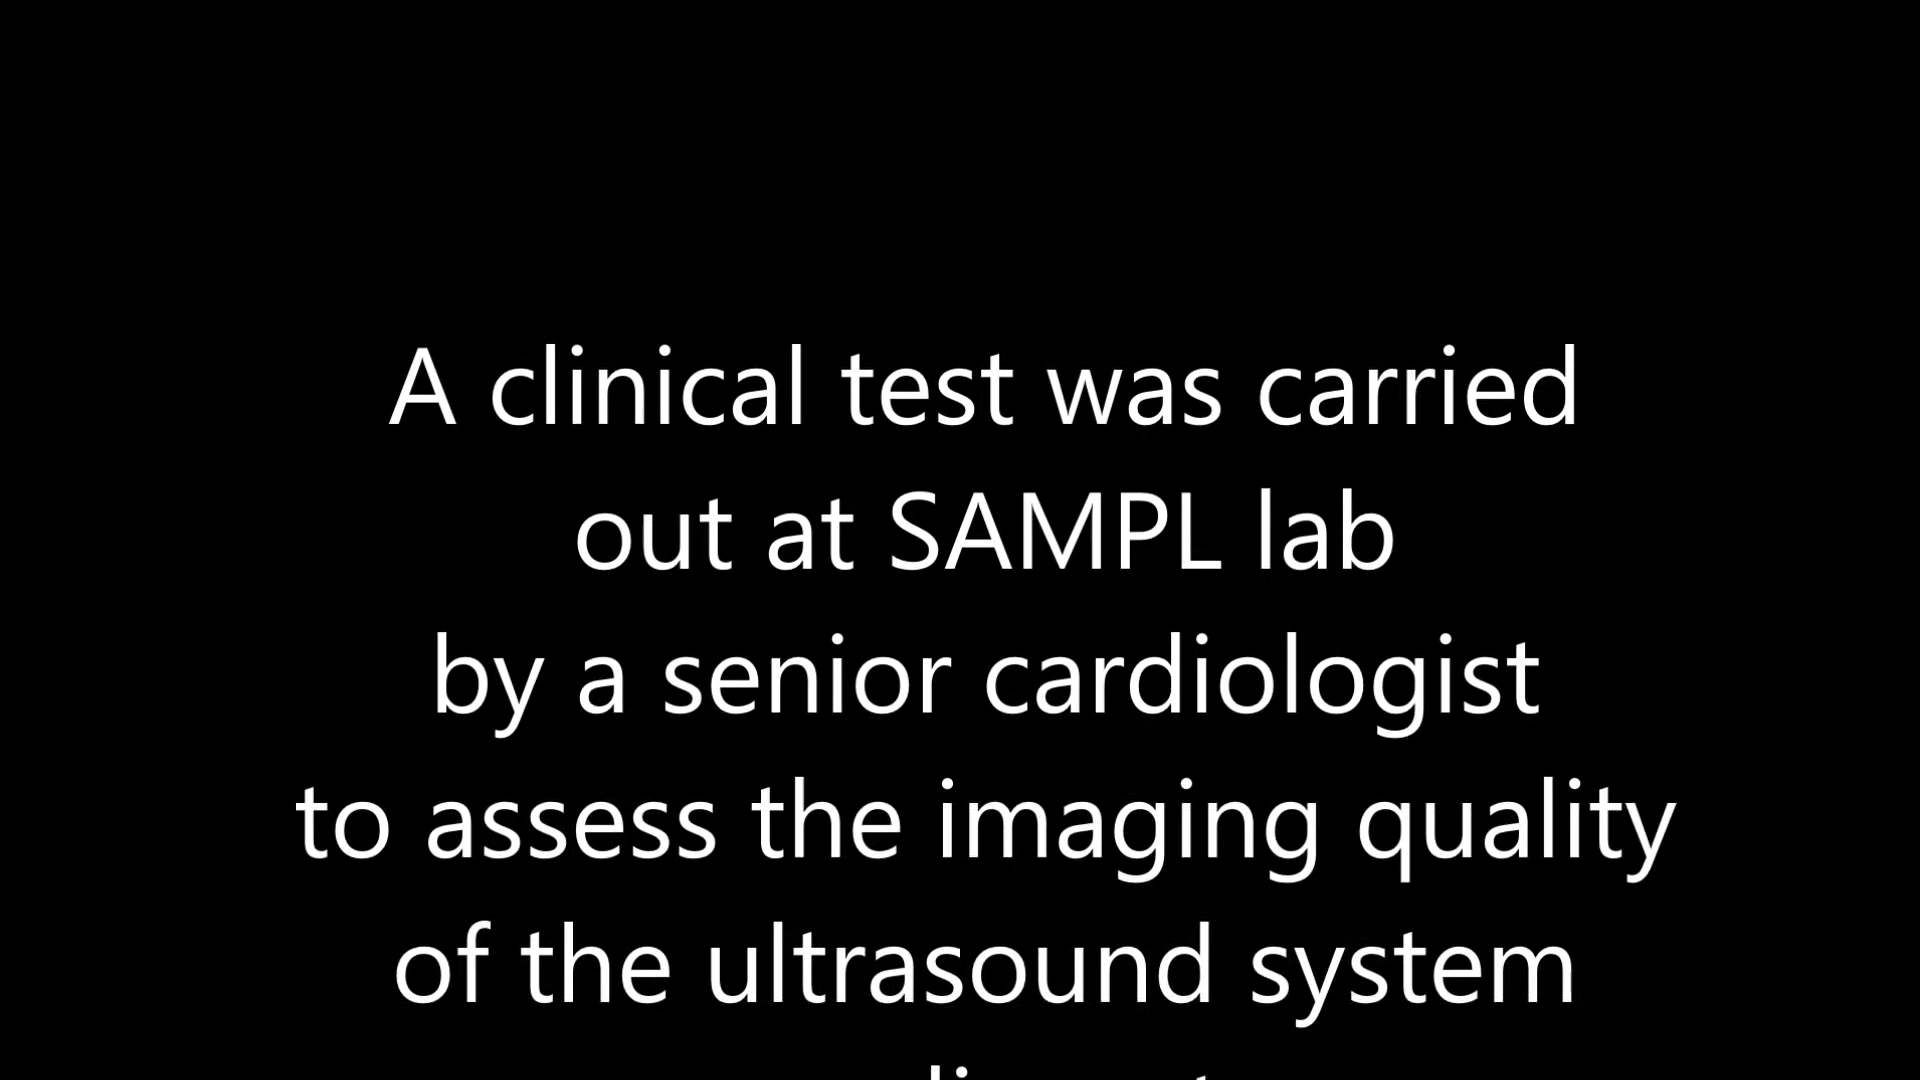 A clinical test was carried
out at SAMPL lab
by a senior cardiologist
to assess the imaging quality
of the ultrasound system